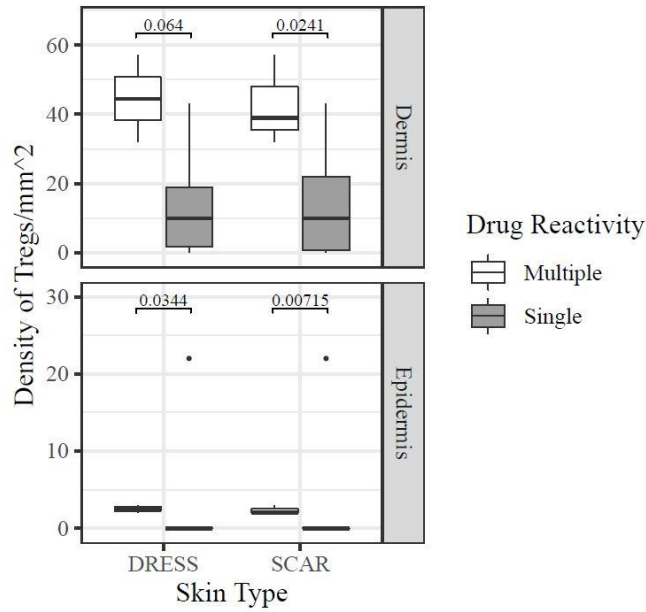 0.064
0.0241
60
40
20
0
Dermis
0.0344
0.00715
30
20
10
0
Epidermis
Density of Tregs/mm^2
DRESS
SCAR
Skin Type
Drug Reactivity
Multiple
Single